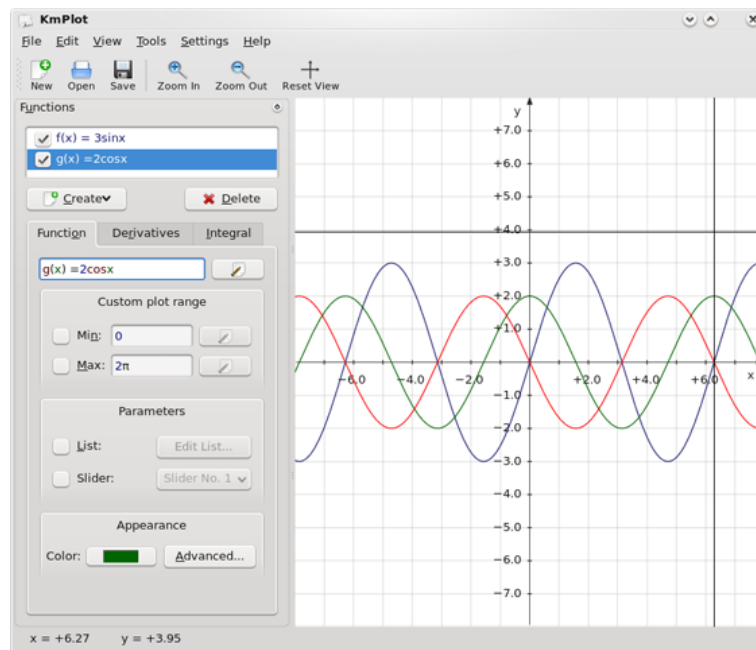 KmPlot
File Edit View Tools Settings Help
New Open Save Zoom In Zoom Out Reset View
Functions
f(x) = 3sinx
g(x) =2cosx
Create Delete
Function Derivatives Integral
g(x) =2cosx
Custom plot range
Min: 0
Max: 2π
Parameters
List: Edit List...
Slider: Slider No. 1
Appearance
Color: Advanced...
y
+7.0
+6.0
+5.0
+4.0
+3.0
+2.0
+1.0
−6.0 −4.0 −2.0 +2.0 +4.0 +6.0 x
−1.0
−2.0
−3.0
−4.0
−5.0
−6.0
−7.0
x = +6.27 y = +3.95